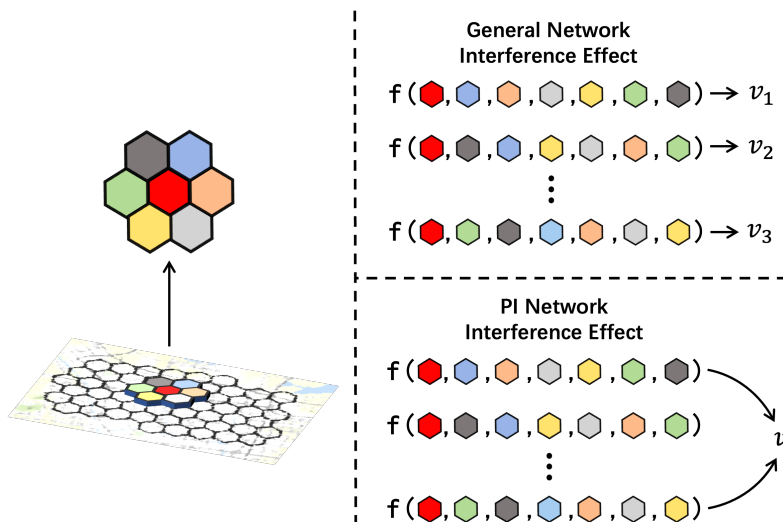 General Network
Interference Effect
f( , , , , , , ) → v₁
f( , , , , , , ) → v₂
f( , , , , , , ) → v₃
PI Network
Interference Effect
f( , , , , , , )
f( , , , , , , )
v
f( , , , , , , )